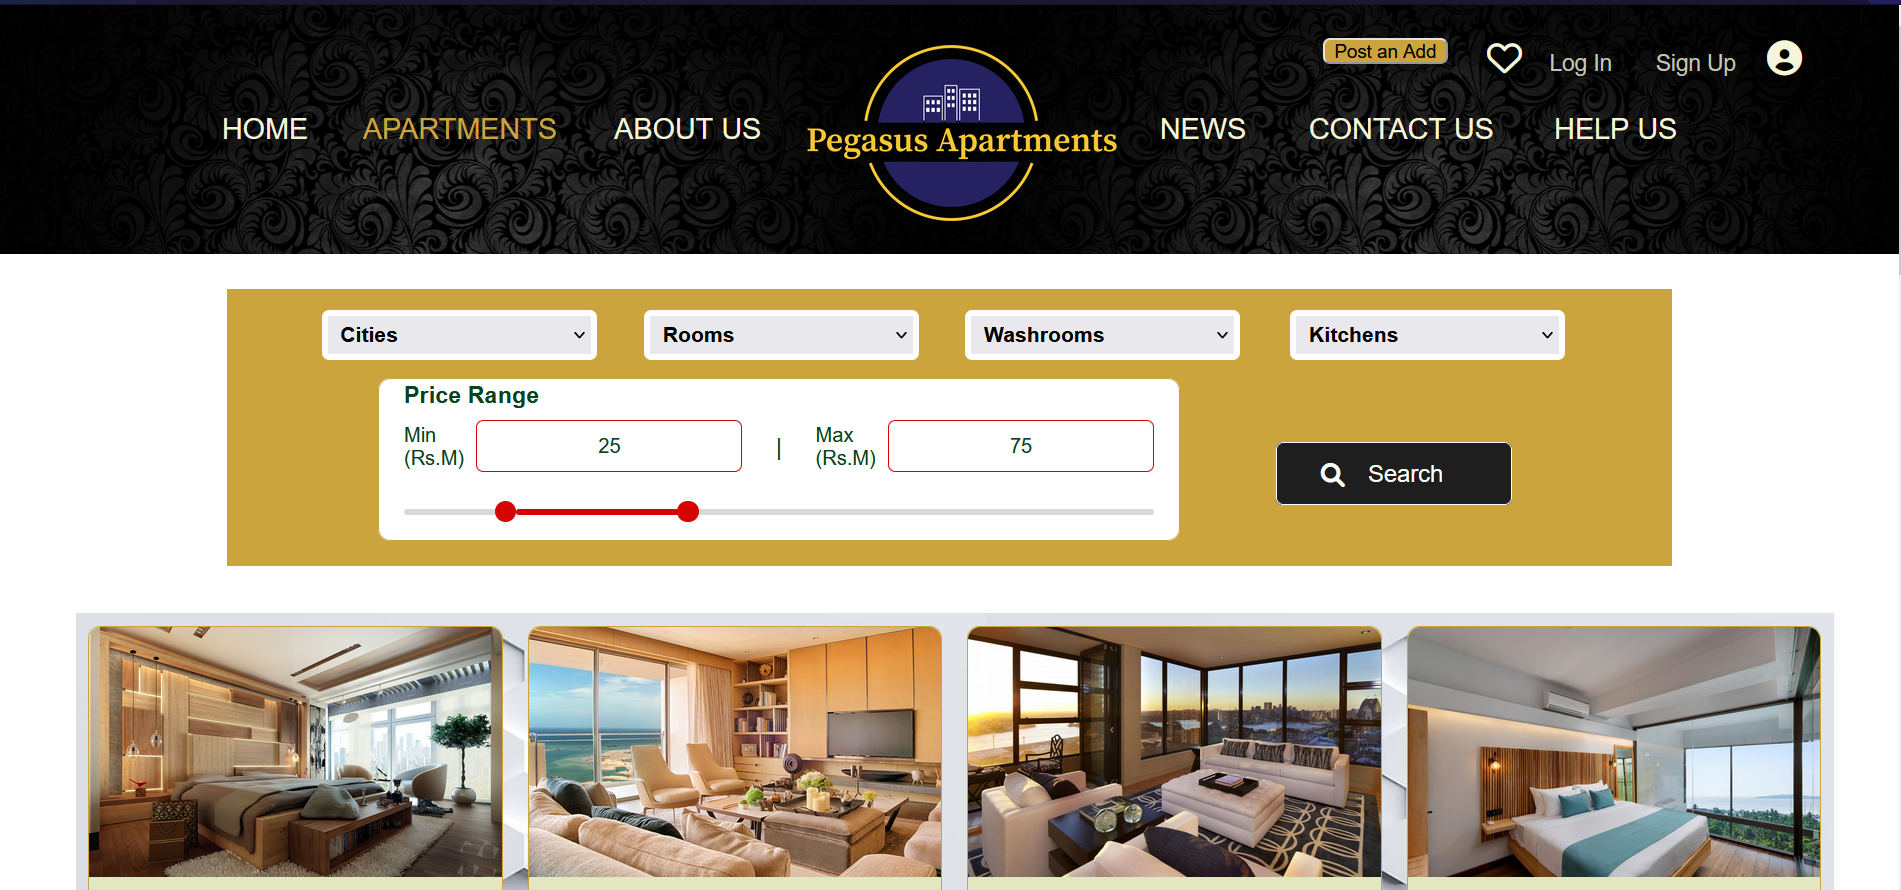 Post an Add
Log In
Sign Up
HOME
APARTMENTS
ABOUT US
Pegasus Apartments
NEWS
CONTACT US
HELP US
Cities
Rooms
Washrooms
Kitchens
Price Range
Min
(Rs.M)
25
|
Max
(Rs.M)
75
Search